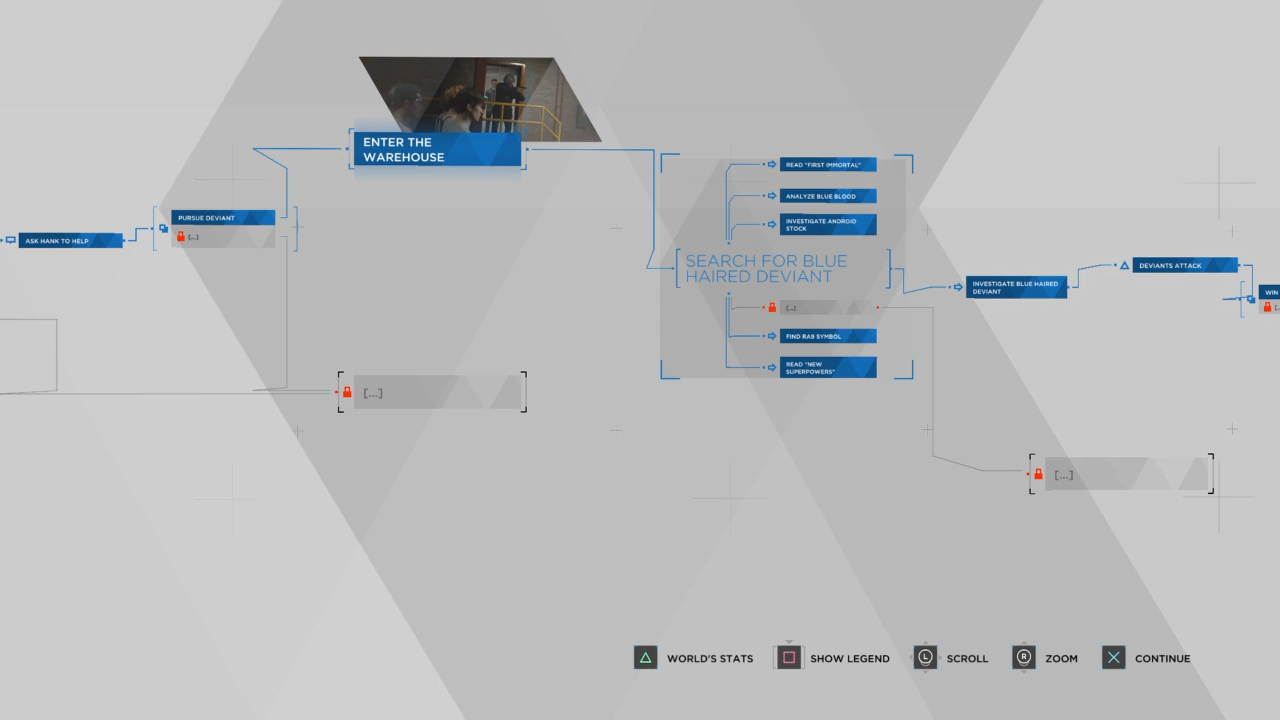 ENTER THE
WAREHOUSE
PURSUE DEVIANT
[...]
ASK HANK TO HELP
[...]
READ "FIRST IMMORTAL"
ANALYZE BLUE BLOOD
INVESTIGATE ANDROID
STOCK
SEARCH FOR BLUE
HAIRED DEVIANT
[...]
FIND RA9 SYMBOL
READ "NEW
SUPERPOWERS"
INVESTIGATE BLUE HAIRED
DEVIANT
DEVIANTS ATTACK
WIN
[...]
L
R
WORLD'S STATS
SHOW LEGEND
SCROLL
ZOOM
CONTINUE